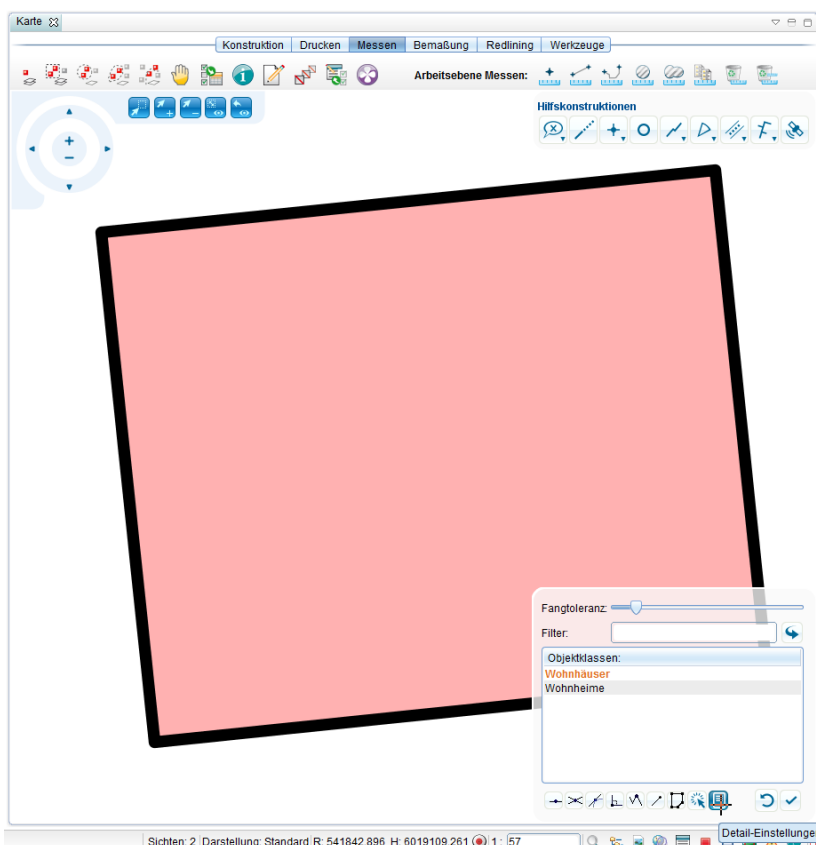 Karte
Konstruktion Drucken Messen Bemaßung Redlining Werkzeuge
Arbeitsebene Messen:
Hilfskonstruktionen
Fangtoleranz:
Filter:
Objektklassen:
Wohnhäuser
Wohnheime
Sichten: 2 Darstellung: Standard R: 541842.896 H: 6019109.261 1 : 57
Detail-Einstellunge